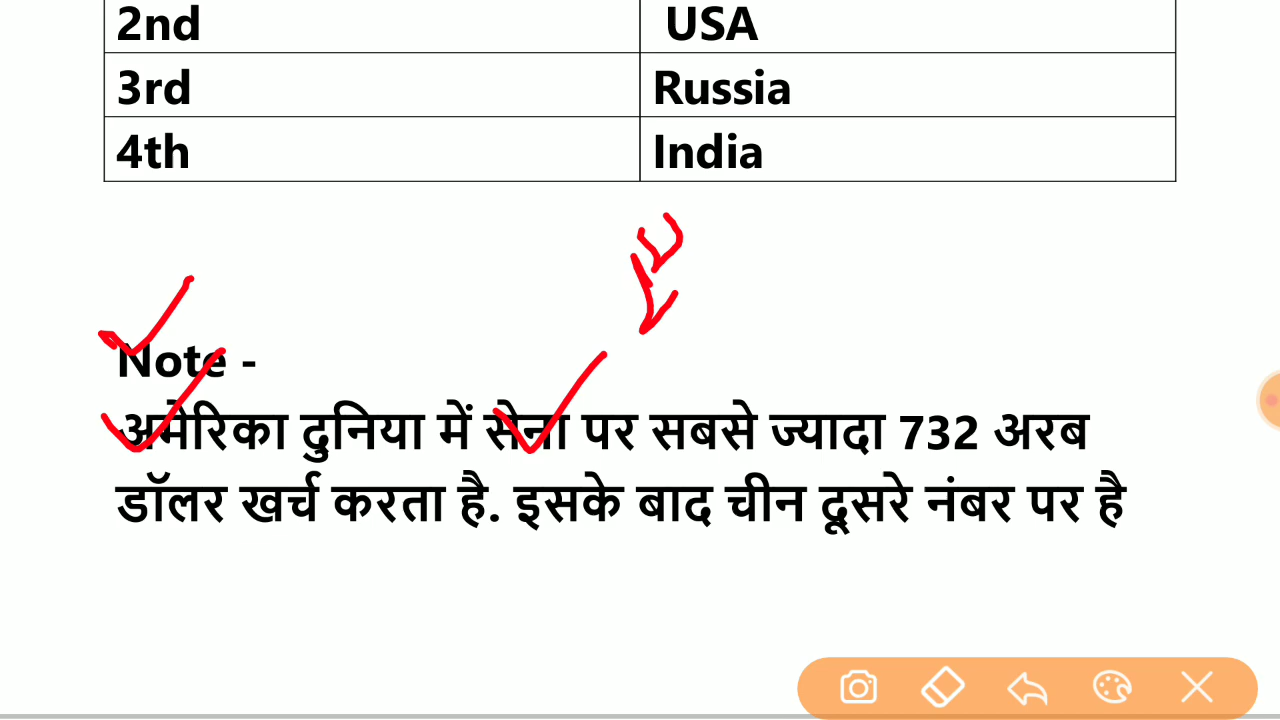 2nd USA
3rd Russia
4th India
Note -
अमेरिका दुनिया में सेना पर सबसे ज्यादा 732 अरब
डॉलर खर्च करता है. इसके बाद चीन दूसरे नंबर पर है